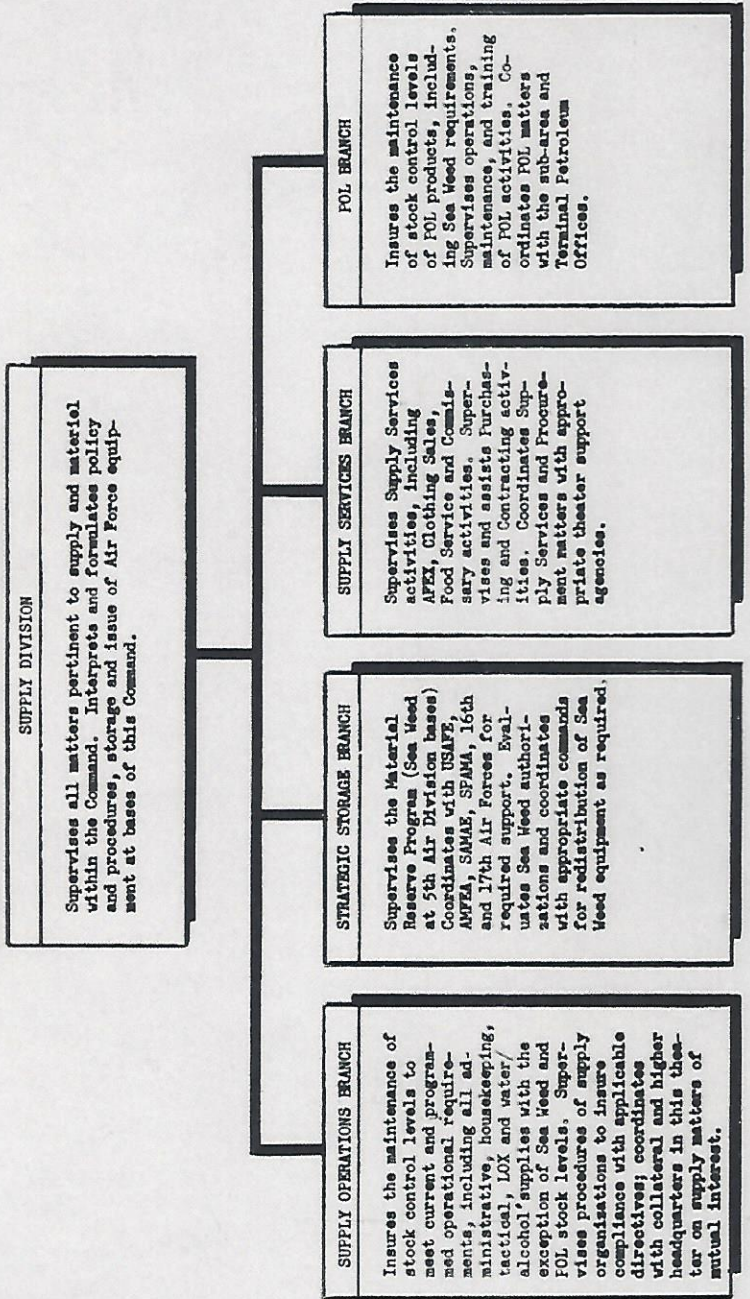 SUPPLY DIVISION
Supervises all matters pertinent to supply and materiel
within the Command. Interprets and formulates policy
and procedures, storage and issue of Air Force equip-
ment at bases of this Command.
SUPPLY OPERATIONS BRANCH
Insures the maintenance of
stock control levels to
meet current and program-
med operational require-
ments, including all ad-
ministrative, housekeeping,
tactical, LOX and water/
alcohol supplies with the
exception of Sea Weed and
POL stock levels. Super-
vises procedures of supply
organizations to insure
compliance with applicable
directives; coordinates
with collateral and higher
headquarters in this thea-
ter on supply matters of
mutual interest.
STRATEGIC STORAGE BRANCH
Supervises the Material
Reserve Program (Sea Weed
at 5th Air Division bases)
Coordinates with USAFE,
AMFEA, SAMAE, SPAMA, 16th
and 17th Air Forces for
required support. Eval-
uates Sea Weed authori-
zations and coordinates
with appropriate commands
for redistribution of Sea
Weed equipment as required.
SUPPLY SERVICES BRANCH
Supervises Supply Services
activities, including
AFEX, Clothing Sales,
Food Service and Commis-
sary activities. Super-
vises and assists Purchas-
ing and Contracting activ-
ities. Coordinates Sup-
ply Services and Procure-
ment matters with appro-
priate theater support
agencies.
POL BRANCH
Insures the maintenance
of stock control levels
of POL products, includ-
ing Sea Weed requirements.
Supervises operations,
maintenance, and training
of POL activities. Co-
ordinates POL matters
with the sub-area and
Terminal Petroleum
Offices.